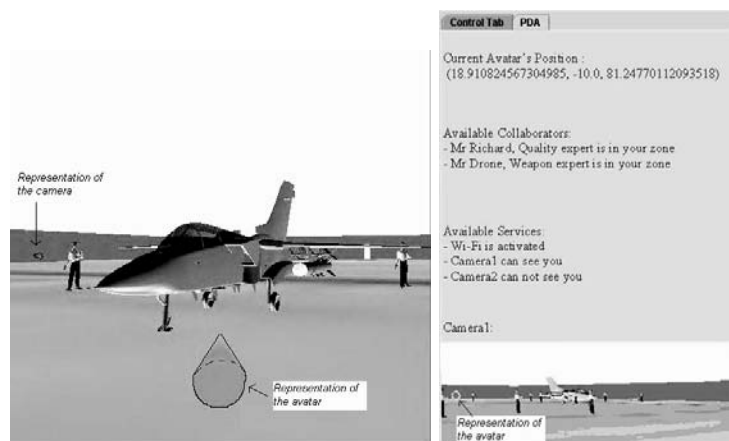 Representation of
the camera
Representation of
the avatar
Control Tab PDA
Current Avatar's Position :
(18.910824567304985, -10.0, 81.24770112093518)
Available Collaborators:
- Mr Richard, Quality expert is in your zone
- Mr Drone, Weapon expert is in your zone
Available Services:
- Wi-Fi is activated
- Camera1 can see you
- Camera2 can not see you
Camera1:
Representation of
the avatar